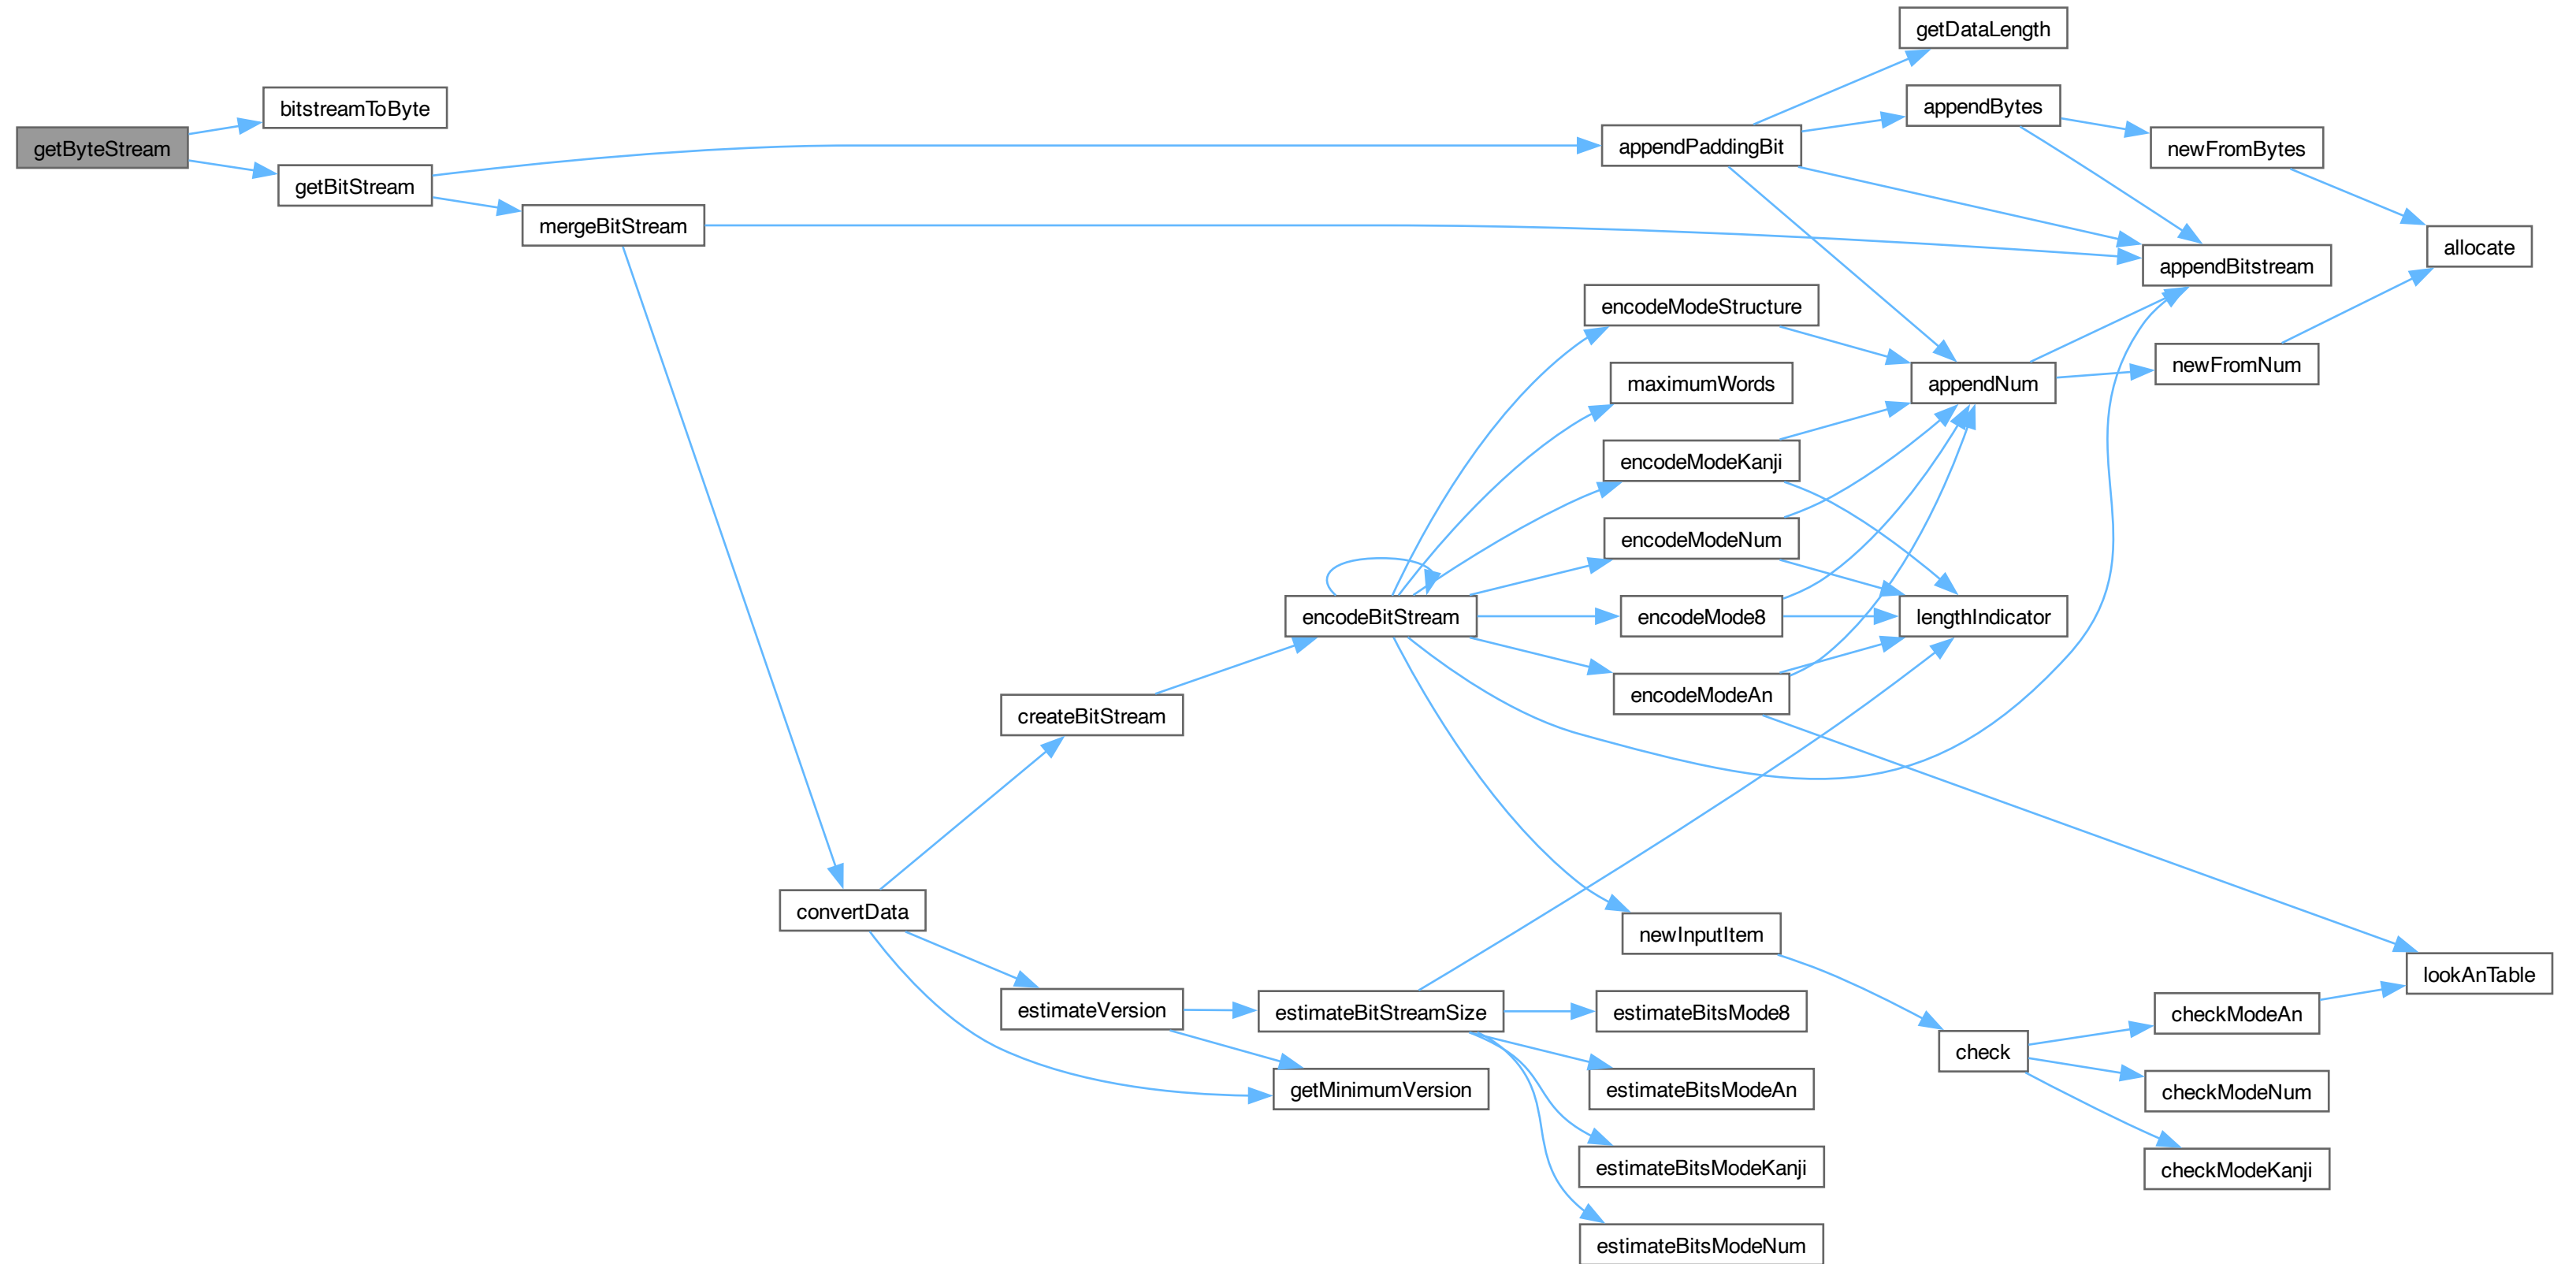 getByteStream
bitstreamToByte
getBitStream
mergeBitStream
convertData
createBitStream
estimateVersion
encodeBitStream
estimateBitStreamSize
getMinimumVersion
appendPaddingBit
encodeModeStructure
maximumWords
encodeModeKanji
encodeModeNum
encodeMode8
encodeModeAn
newInputItem
estimateBitsMode8
estimateBitsModeAn
estimateBitsModeKanji
estimateBitsModeNum
getDataLength
appendBytes
appendNum
lengthIndicator
check
newFromBytes
appendBitstream
newFromNum
checkModeAn
checkModeNum
checkModeKanji
allocate
lookAnTable